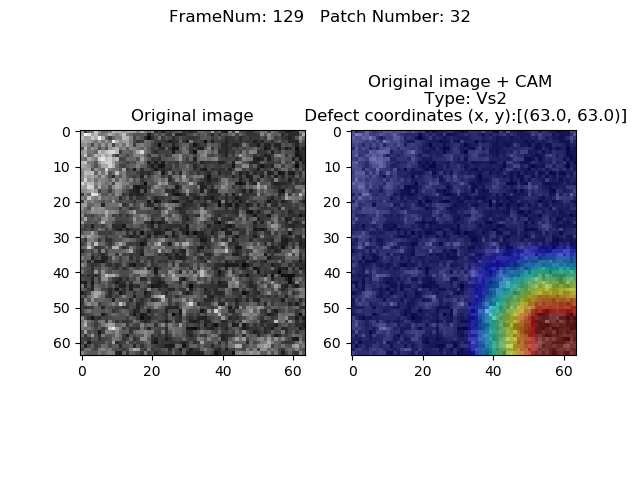 FrameNum: 129   Patch Number: 32
Original image
Original image + CAM
Type: Vs2
Defect coordinates (x, y):[(63.0, 63.0)]
0
10
20
30
40
50
60
0 20 40 60
0
10
20
30
40
50
60
0 20 40 60